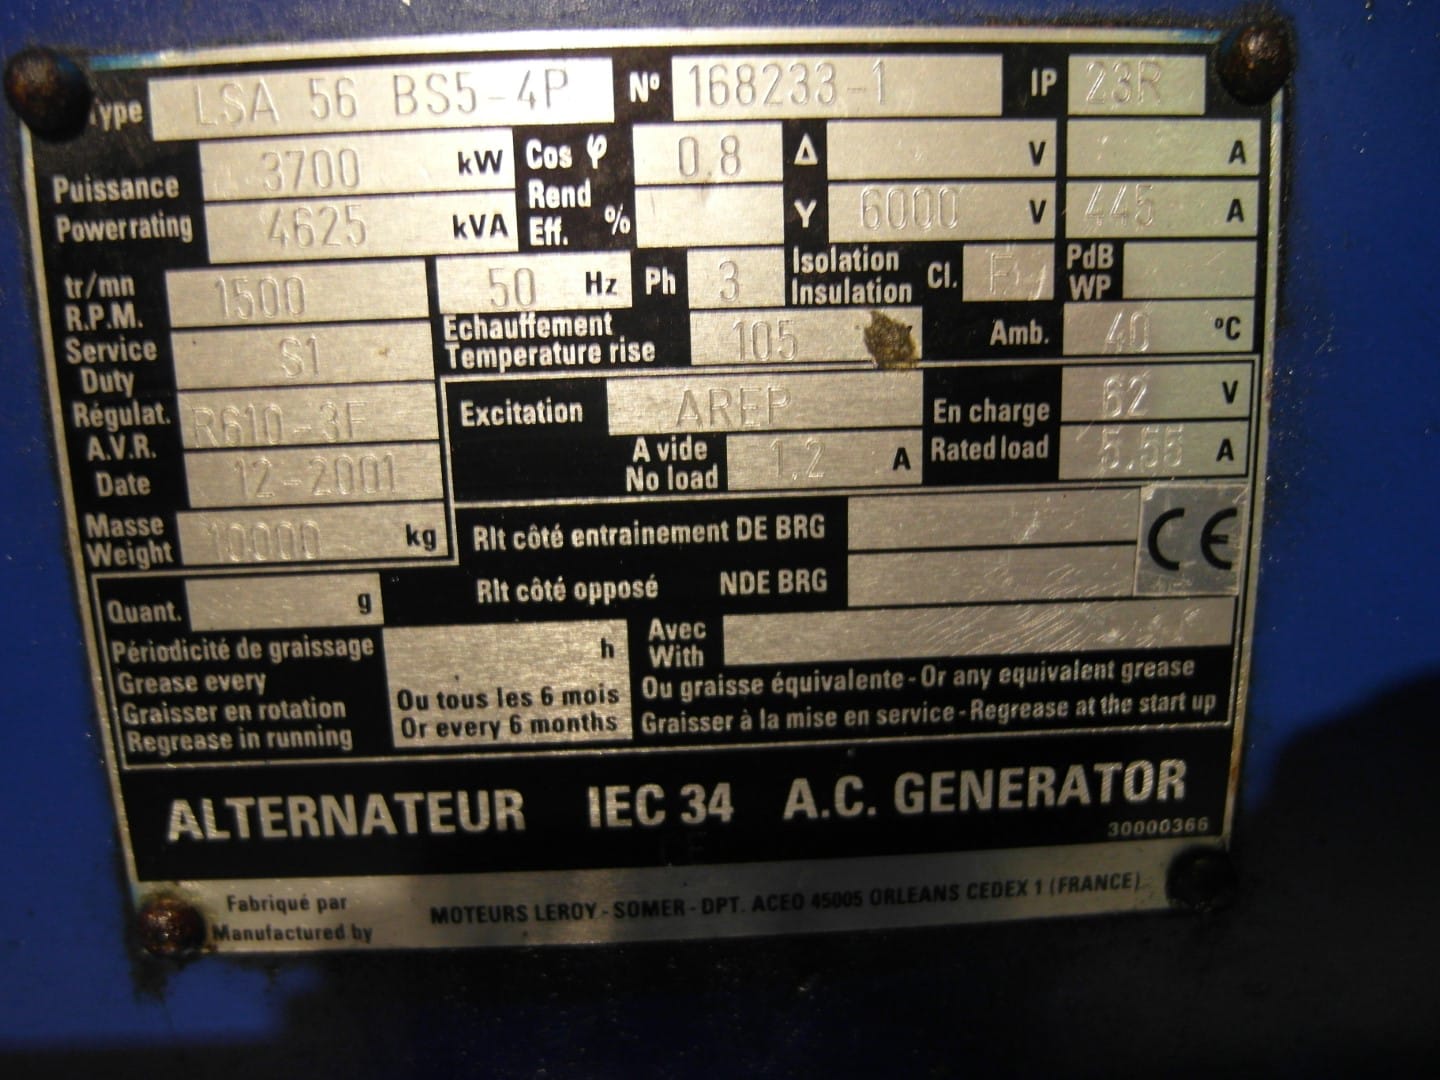 Type LSA 56 BS5-4P N° 168233-1 IP 23R
Puissance 3700 kW Cos φ 0,8 Δ V A
Powerrating 4625 kVA Rend Eff. % Y 6000 V 445 A
tr/mn R.P.M. 1500 50 Hz Ph 3 Isolation Insulation Cl. F PdB WP
Service Duty S1 Echauffement Temperature rise 105 Amb. 40 °C
Régulat. A.V.R. R610-3F Excitation AREP En charge 62 V
Date 12-2001 A vide No load 1,2 A Rated load 5.55 A
Masse Weight 10000 kg Rlt côté entrainement DE BRG CE
Rlt côté opposé NDE BRG
Quant. g
Périodicité de graissage h Avec
Grease every With
Graisser en rotation Ou tous les 6 mois Ou graisse équivalente - Or any equivalent grease
Regrease in running Or every 6 months Graisser à la mise en service - Regrease at the start up
ALTERNATEUR IEC 34 A.C. GENERATOR
30000366
Fabriqué par
Manufactured by MOTEURS LEROY - SOMER - DPT. ACEO 45005 ORLEANS CEDEX 1 (FRANCE)